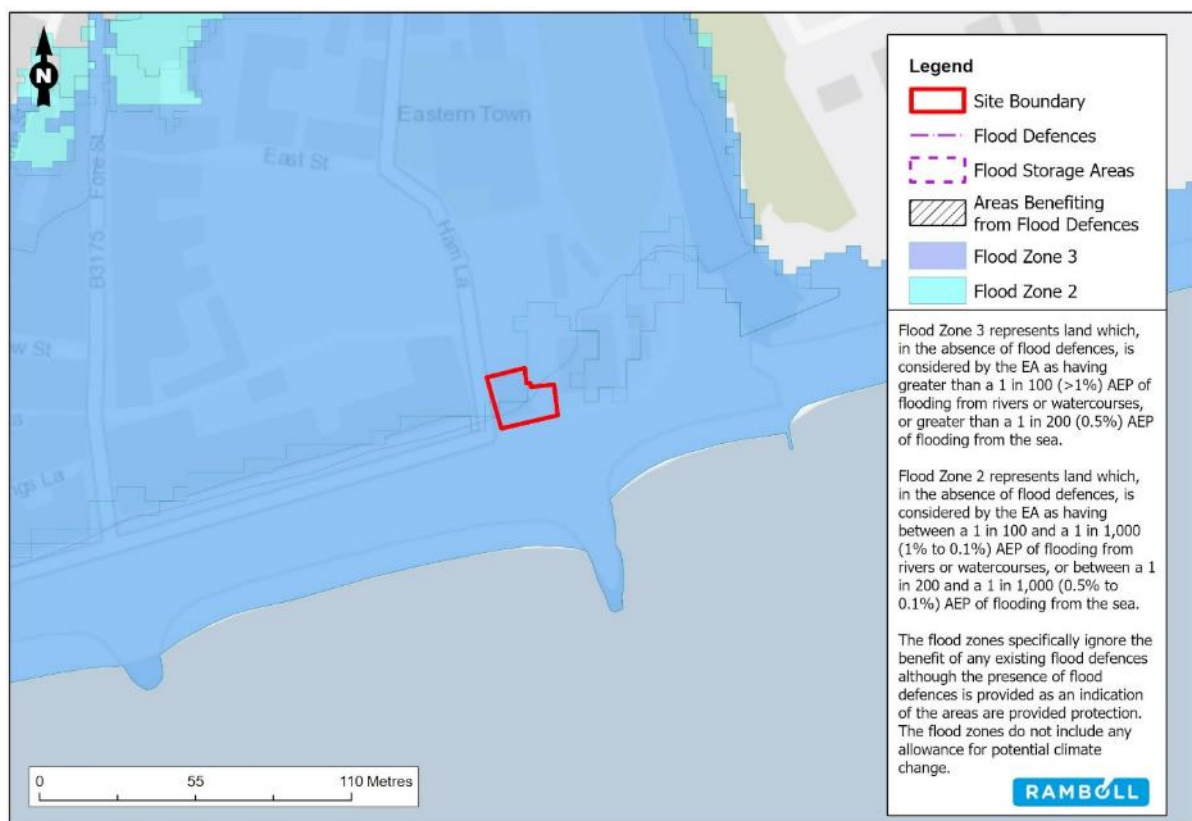 N
Eastern Town
East St
Fore St
B3175
Ham La
w St
ngs La
0 55 110 Metres
Legend
Site Boundary
Flood Defences
Flood Storage Areas
Areas Benefiting
from Flood Defences
Flood Zone 3
Flood Zone 2
Flood Zone 3 represents land which,
in the absence of flood defences, is
considered by the EA as having
greater than a 1 in 100 (>1%) AEP of
flooding from rivers or watercourses,
or greater than a 1 in 200 (0.5%) AEP
of flooding from the sea.
Flood Zone 2 represents land which,
in the absence of flood defences, is
considered by the EA as having
between a 1 in 100 and a 1 in 1,000
(1% to 0.1%) AEP of flooding from
rivers or watercourses, or between a 1
in 200 and a 1 in 1,000 (0.5% to
0.1%) AEP of flooding from the sea.
The flood zones specifically ignore the
benefit of any existing flood defences
although the presence of flood
defences is provided as an indication
of the areas are provided protection.
The flood zones do not include any
allowance for potential climate
change.
RAMBOLL